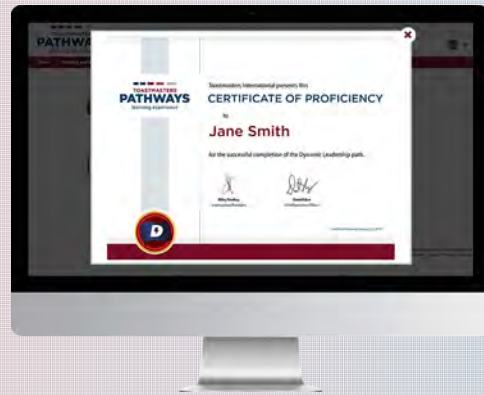 PATHWAYS
TOASTMASTERS
PATHWAYS
learning experience
Toastmasters International presents this
CERTIFICATE OF PROFICIENCY
to
Jane Smith
for the successful completion of the Dynamic Leadership path.
D